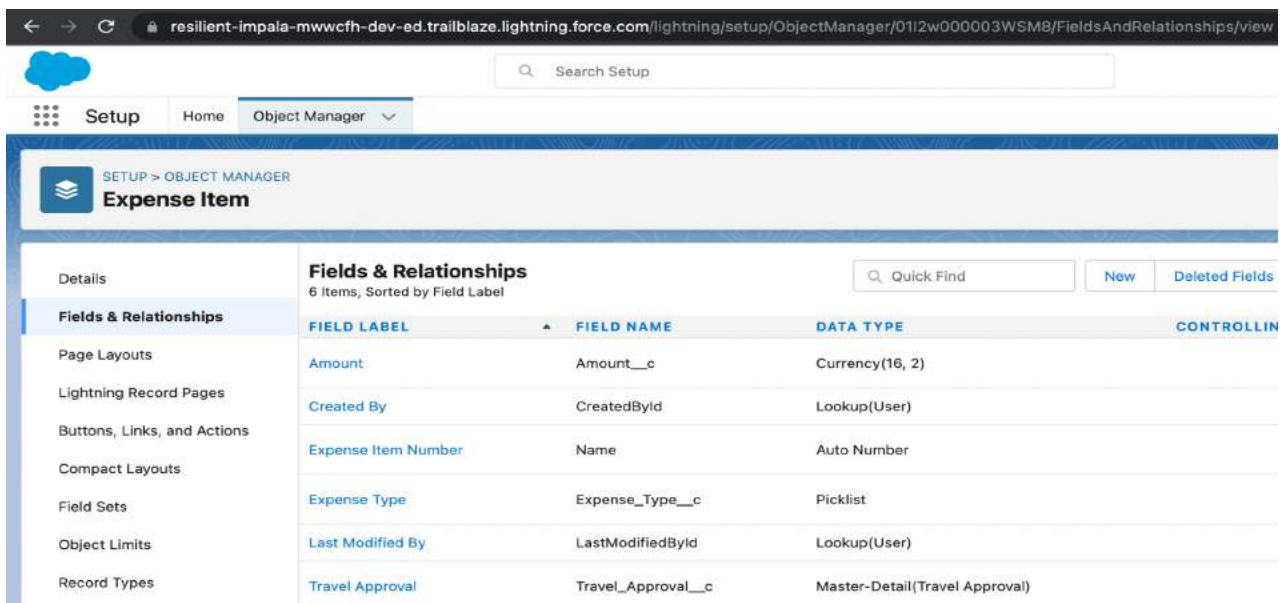 resilient-impala-mwwcfh-dev-ed.trailblaze.lightning.force.com/lightning/setup/ObjectManager/01I2w000003WSM8/FieldsAndRelationships/view
Search Setup
Setup Home Object Manager
SETUP > OBJECT MANAGER
Expense Item
Details
Fields & Relationships
Page Layouts
Lightning Record Pages
Buttons, Links, and Actions
Compact Layouts
Field Sets
Object Limits
Record Types
Fields & Relationships
6 Items, Sorted by Field Label
Quick Find New Deleted Fields
FIELD LABEL FIELD NAME DATA TYPE CONTROLLIN
Amount Amount__c Currency(16, 2)
Created By CreatedById Lookup(User)
Expense Item Number Name Auto Number
Expense Type Expense_Type__c Picklist
Last Modified By LastModifiedById Lookup(User)
Travel Approval Travel_Approval__c Master-Detail(Travel Approval)